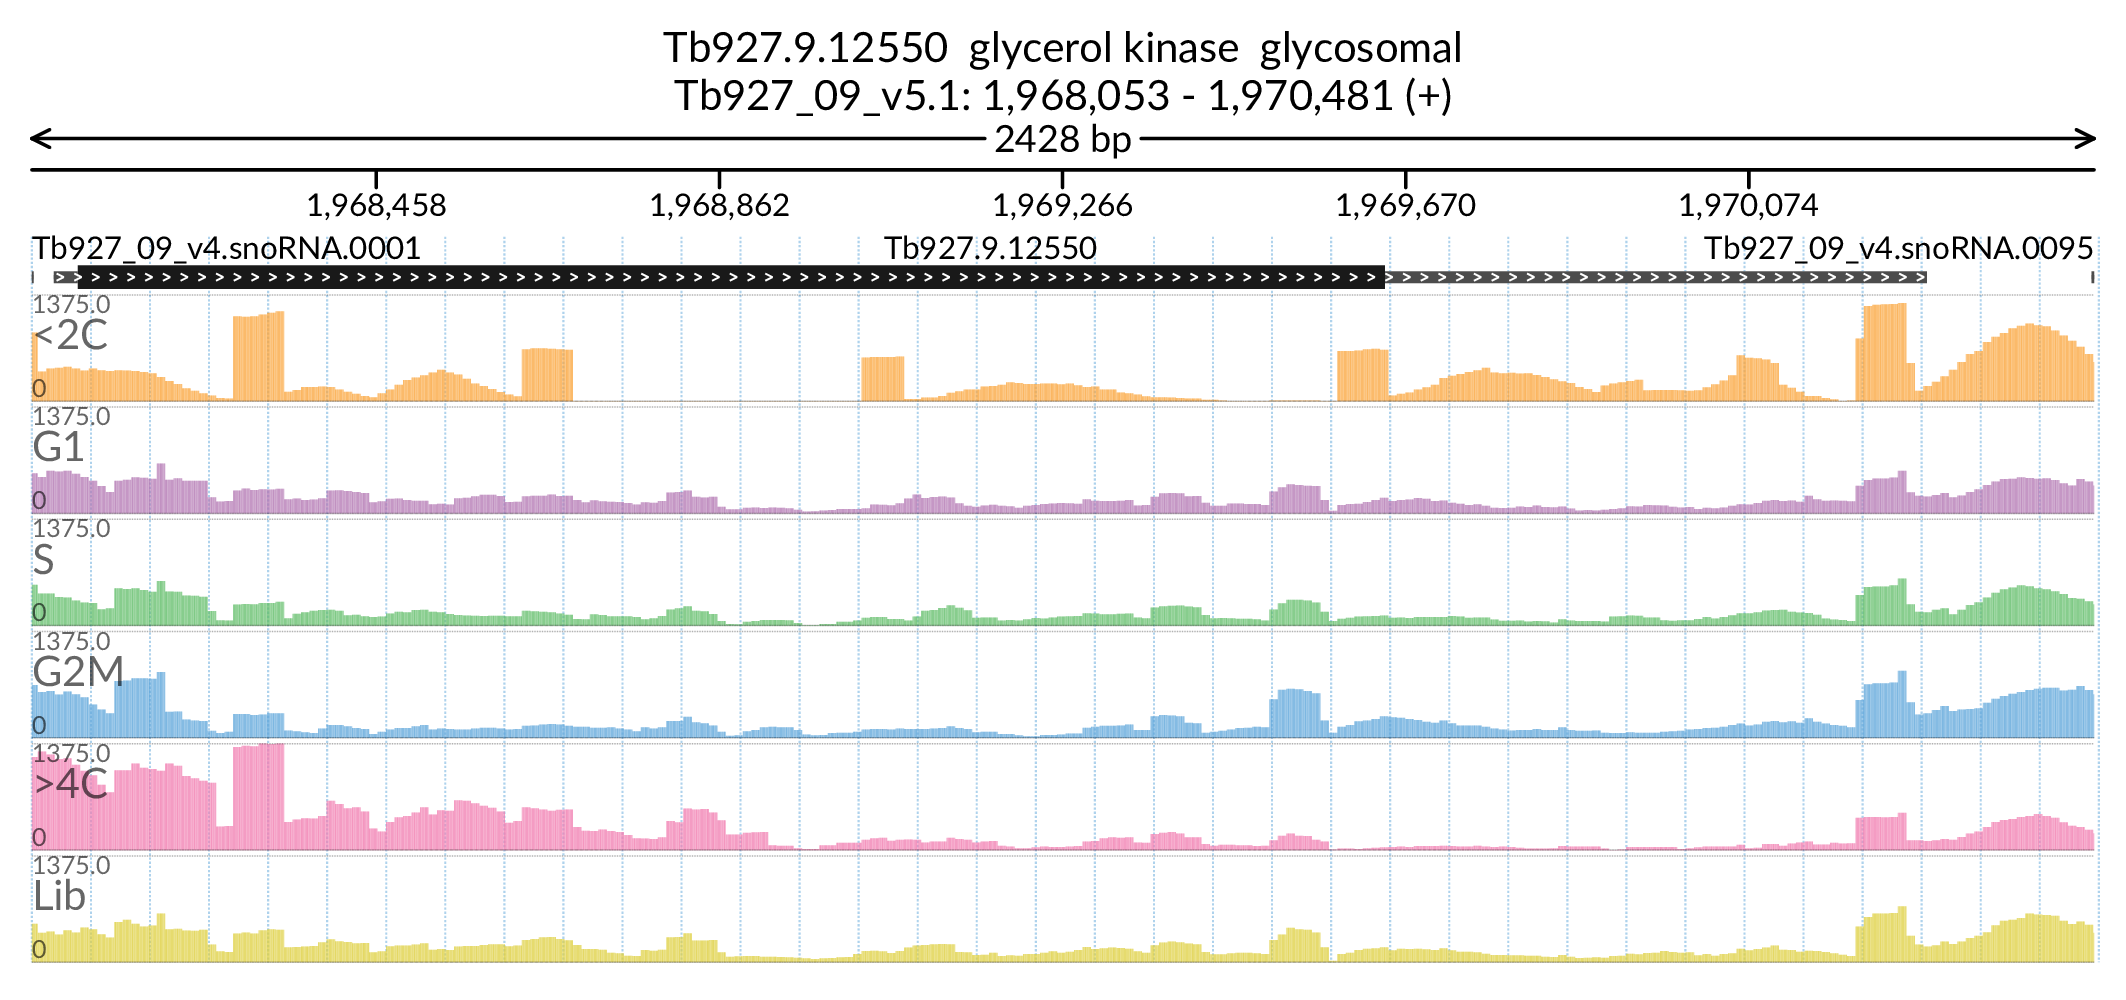 Tb927.9.12550 glycerol kinase glycosomal
Tb927_09_v5.1: 1,968,053 - 1,970,481 (+)
2428 bp
1,968,458 1,968,862 1,969,266 1,969,670 1,970,074
Tb927_09_v4.snoRNA.0001 Tb927.9.12550 Tb927_09_v4.snoRNA.0095
1375.0
<2C
0
1375.0
G1
0
1375.0
S
0
1375.0
G2M
0
1375.0
>4C
0
1375.0
Lib
0